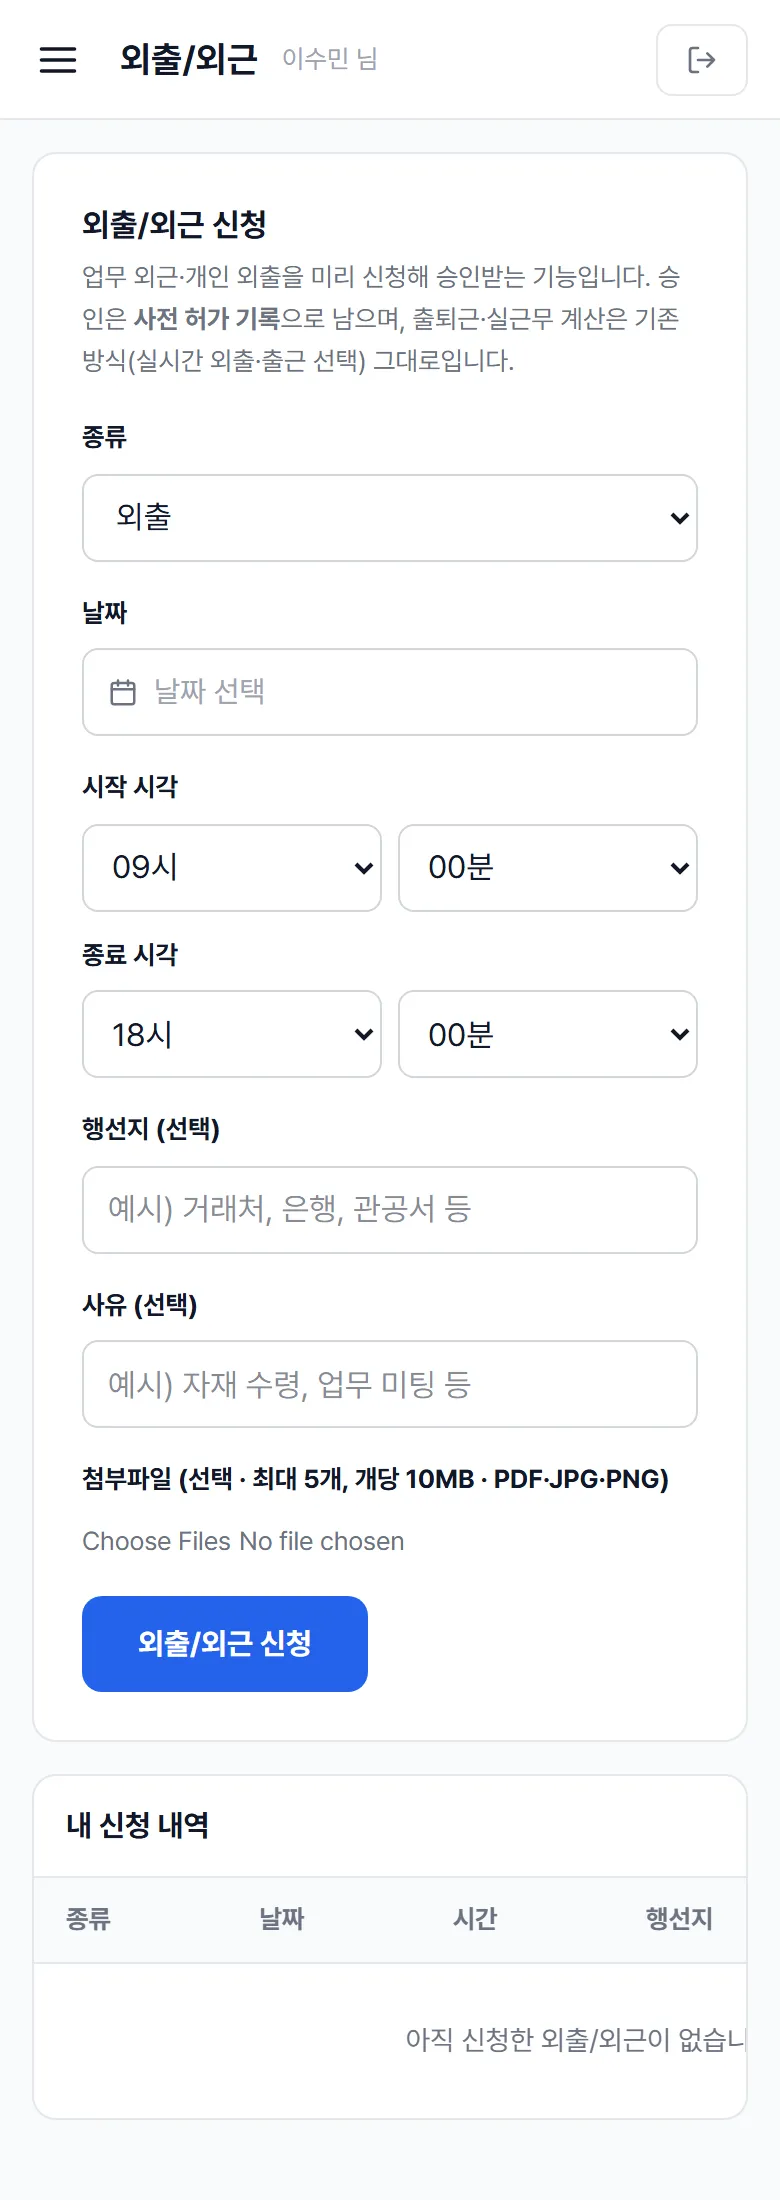 외출/외근 이수민 님
외출/외근 신청
업무 외근·개인 외출을 미리 신청해 승인받는 기능입니다. 승
인은 사전 허가 기록으로 남으며, 출퇴근·실근무 계산은 기존
방식(실시간 외출·출근 선택) 그대로입니다.
종류
외출
날짜
날짜 선택
시작 시각
09시 00분
종료 시각
18시 00분
행선지 (선택)
예시) 거래처, 은행, 관공서 등
사유 (선택)
예시) 자재 수령, 업무 미팅 등
첨부파일 (선택 · 최대 5개, 개당 10MB · PDF·JPG·PNG)
Choose Files No file chosen
외출/외근 신청
내 신청 내역
종류 날짜 시간 행선지
아직 신청한 외출/외근이 없습